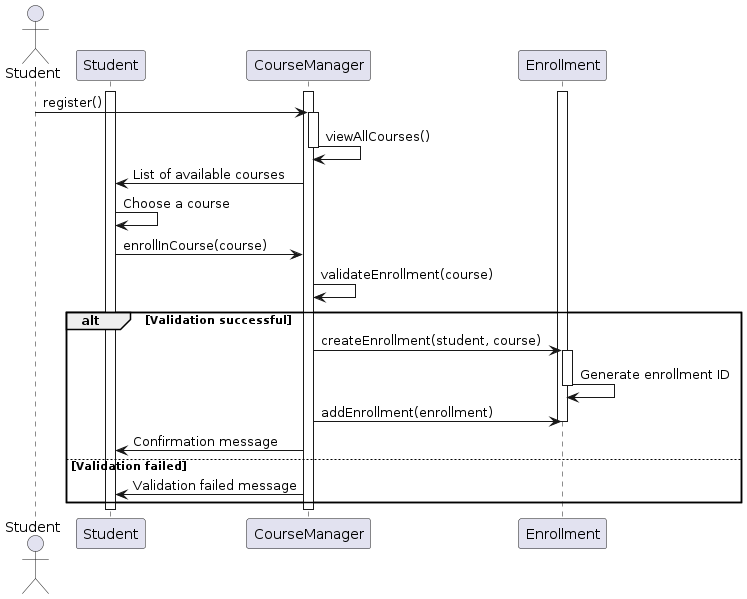 Student
Student
CourseManager
Enrollment
register()
viewAllCourses()
List of available courses
Choose a course
enrollInCourse(course)
validateEnrollment(course)
alt [Validation successful]
createEnrollment(student, course)
Generate enrollment ID
addEnrollment(enrollment)
Confirmation message
[Validation failed]
Validation failed message
Student
Student
CourseManager
Enrollment